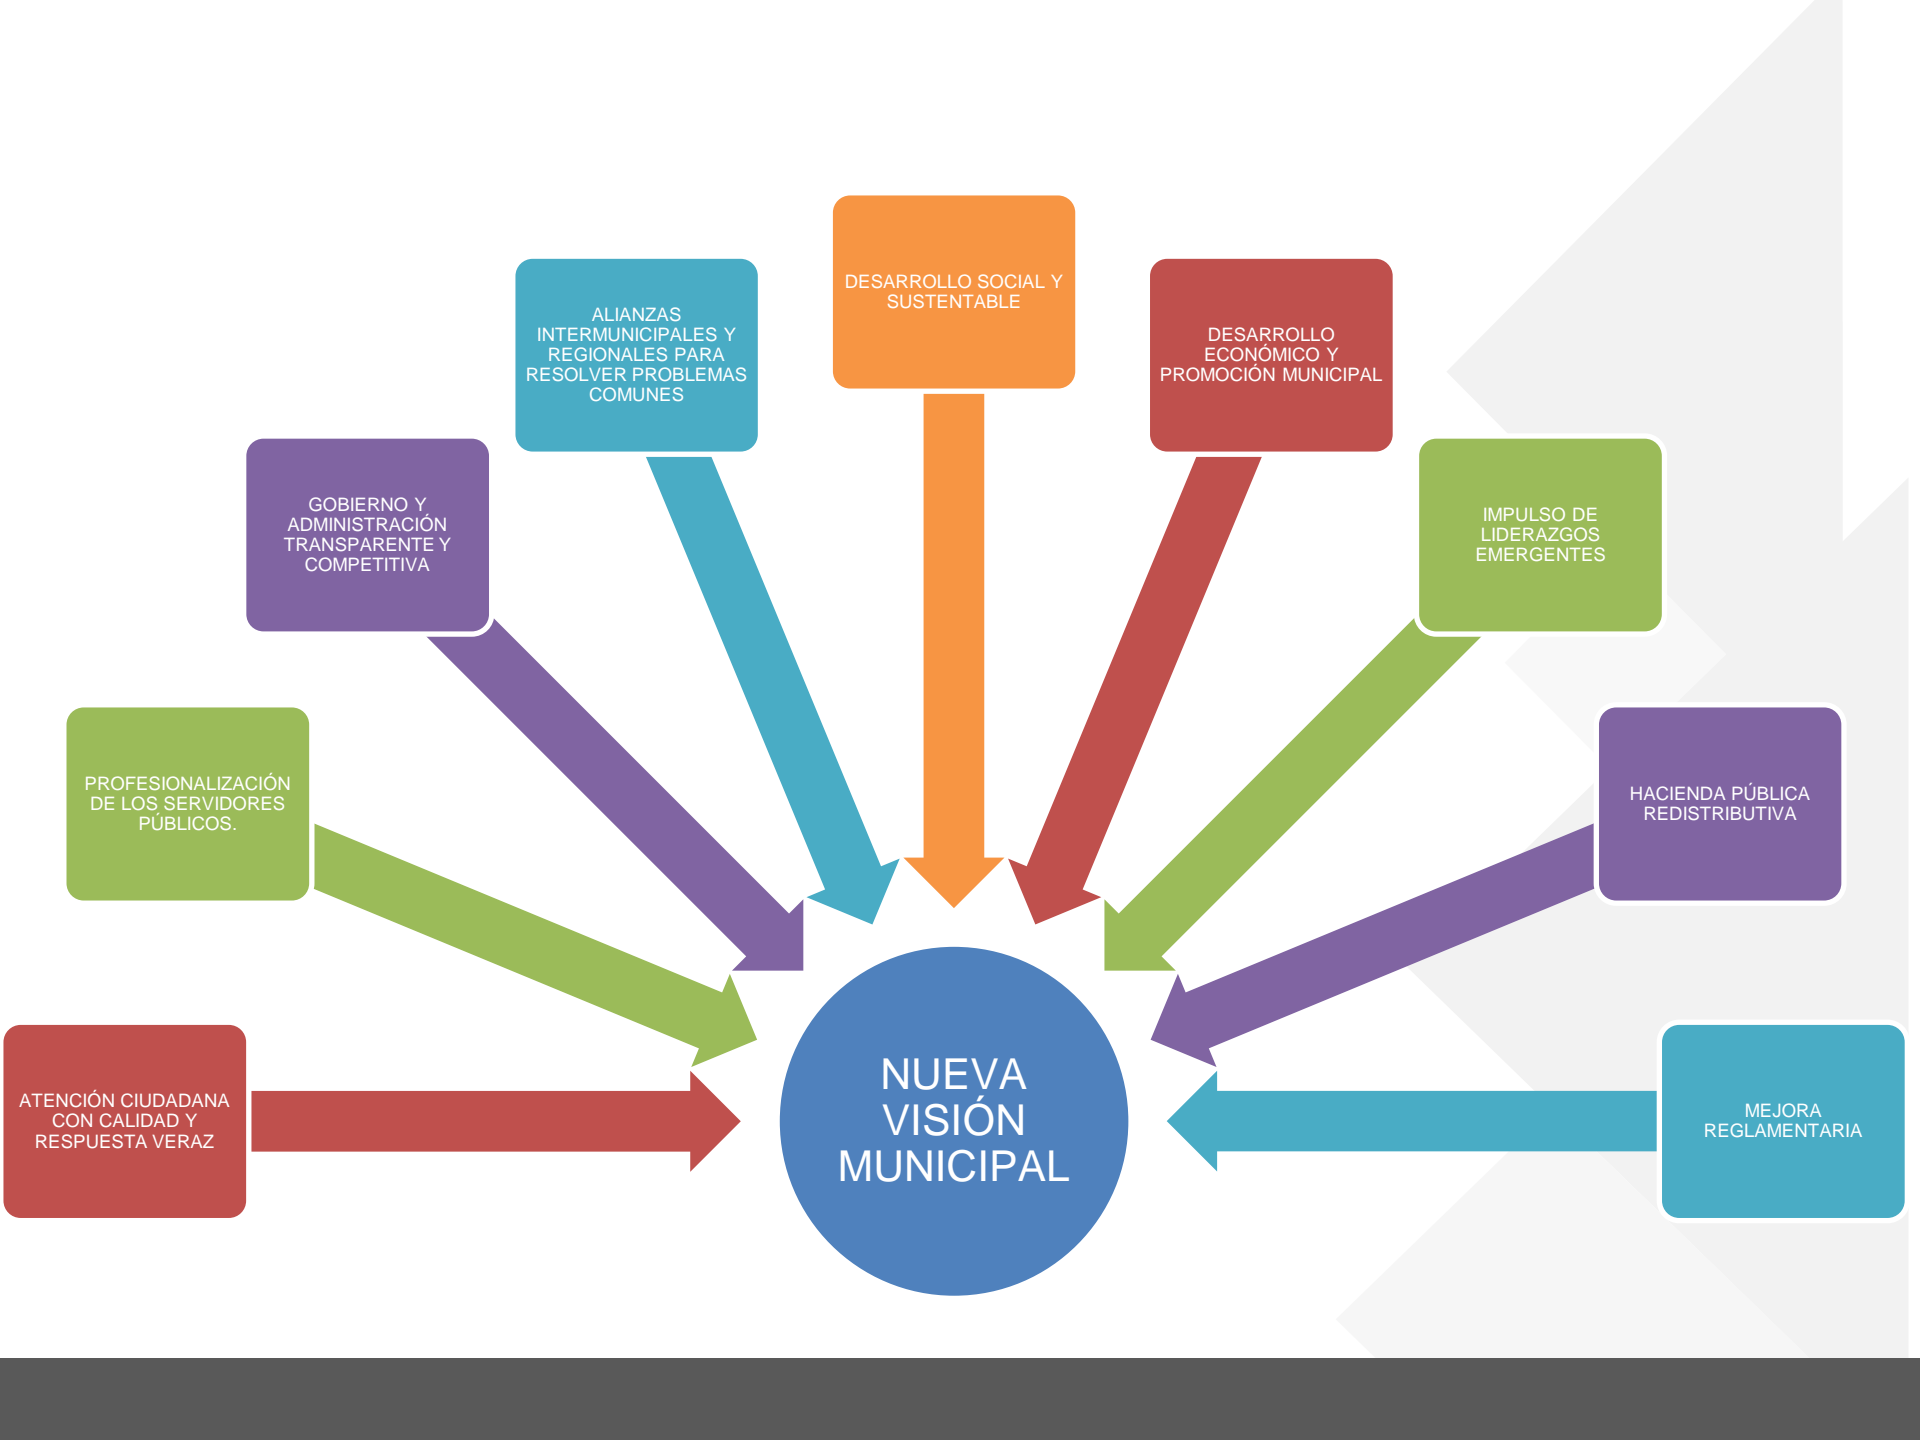 DESARROLLO SOCIAL Y
SUSTENTABLE
ALIANZAS
INTERMUNICIPALES Y
REGIONALES PARA
RESOLVER PROBLEMAS
COMUNES
DESARROLLO
ECONÓMICO Y
PROMOCIÓN MUNICIPAL
GOBIERNO Y
ADMINISTRACIÓN
TRANSPARENTE Y
COMPETITIVA
IMPULSO DE
LIDERAZGOS
EMERGENTES
PROFESIONALIZACIÓN
DE LOS SERVIDORES
PÚBLICOS.
HACIENDA PÚBLICA
REDISTRIBUTIVA
ATENCIÓN CIUDADANA
CON CALIDAD Y
RESPUESTA VERAZ
NUEVA
VISIÓN
MUNICIPAL
MEJORA
REGLAMENTARIA